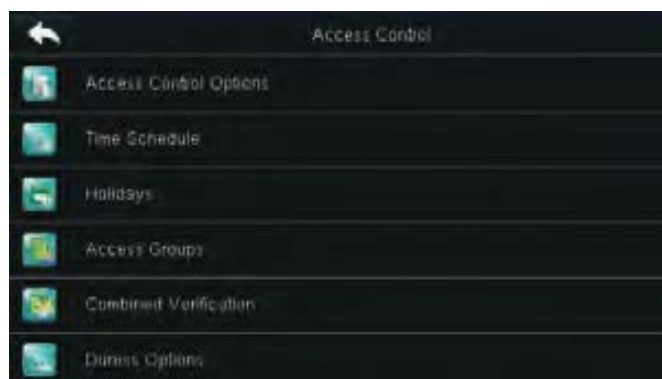 Access Control
Access Control Options
Time Schedule
Holidays
Access Groups
Combined Verification
Duress Options